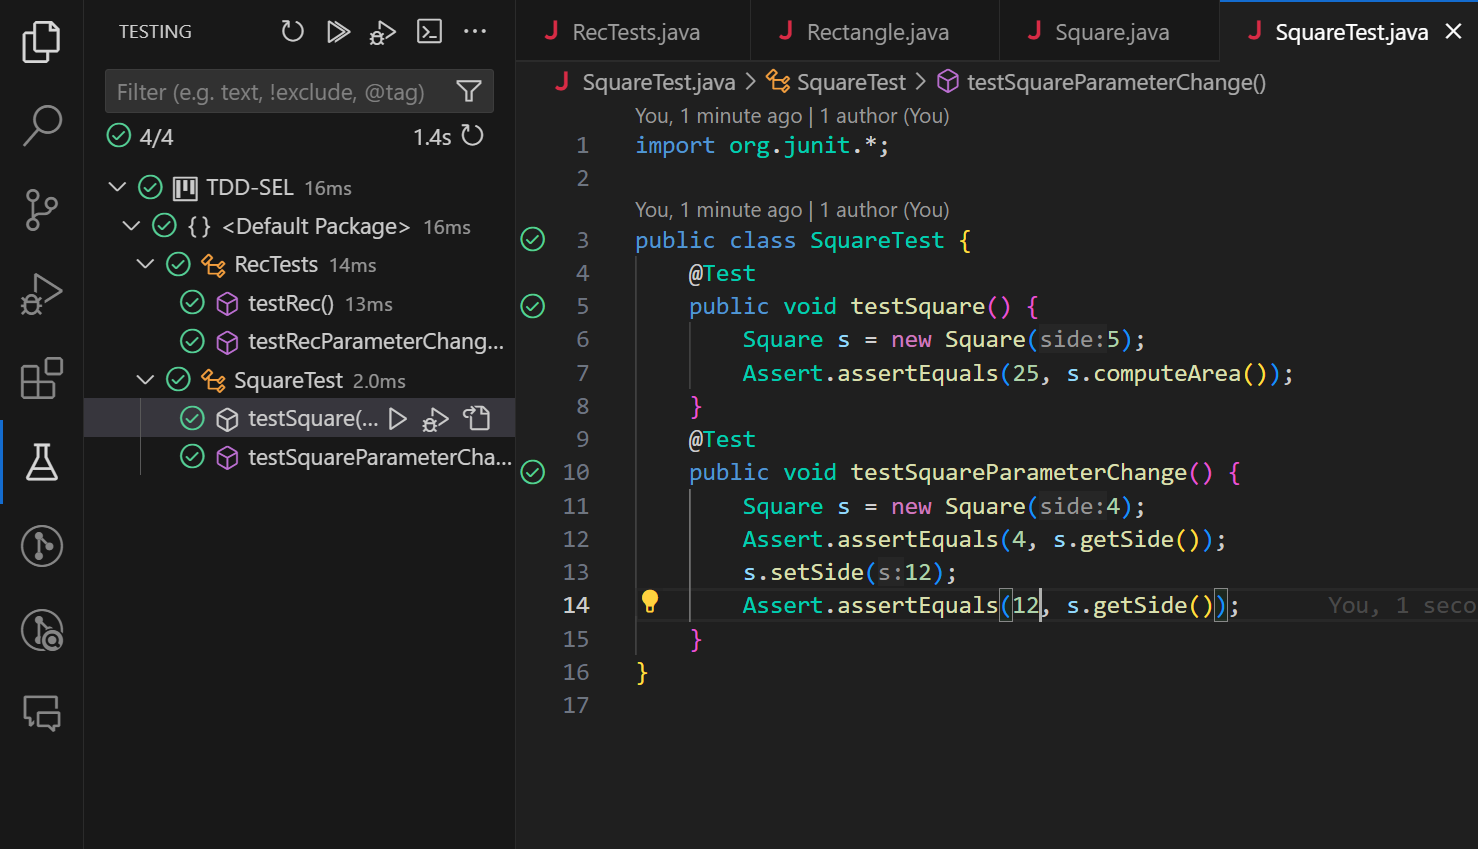 TESTING
Filter (e.g. text, !exclude, @tag)
4/4 1.4s
TDD-SEL 16ms
{} <Default Package> 16ms
RecTests 14ms
testRec() 13ms
testRecParameterChang...
SquareTest 2.0ms
testSquare(...
testSquareParameterCha...
RecTests.java Rectangle.java Square.java SquareTest.java
SquareTest.java > SquareTest > testSquareParameterChange()
You, 1 minute ago | 1 author (You)
1 import org.junit.*;
2
You, 1 minute ago | 1 author (You)
3 public class SquareTest {
4 @Test
5 public void testSquare() {
6 Square s = new Square(side:5);
7 Assert.assertEquals(25, s.computeArea());
8 }
9 @Test
10 public void testSquareParameterChange() {
11 Square s = new Square(side:4);
12 Assert.assertEquals(4, s.getSide());
13 s.setSide(s:12);
14 Assert.assertEquals(12, s.getSide()); You, 1 seco
15 }
16 }
17